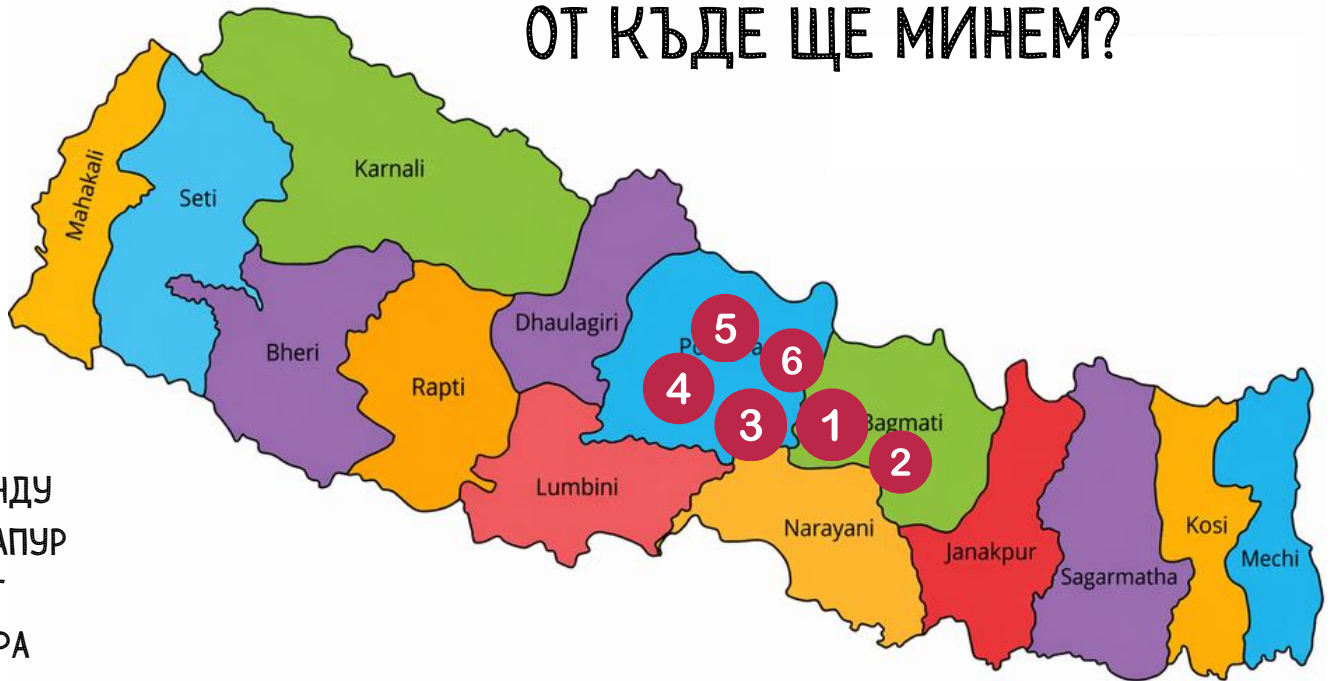 ОТ КЪДЕ ЩЕ МИНЕМ?
Mahakali
Seti
Karnali
Bheri
Rapti
Dhaulagiri
Lumbini
5
6
4
3
1
Bagmati
2
Narayani
Janakpur
Sagarmatha
Kosi
Mechi
НДУ
АПУР
РА